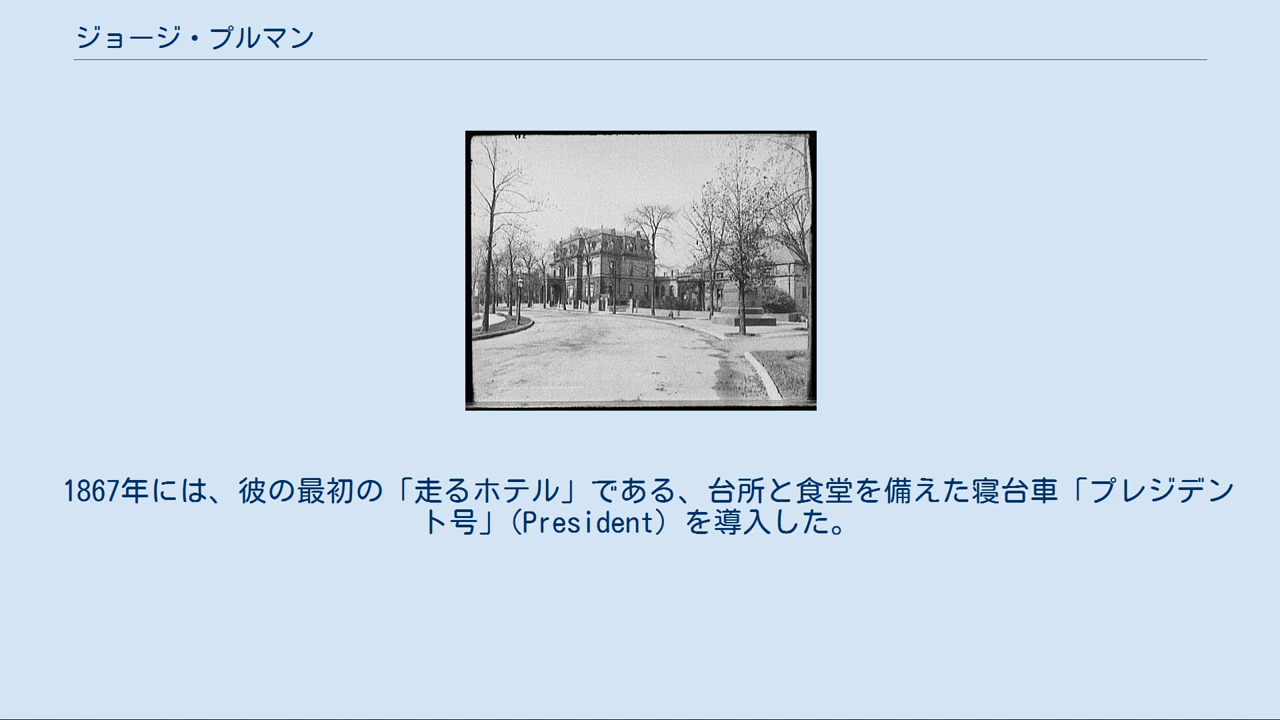 ジョージ・プルマン
1867年には、彼の最初の「走るホテル」である、台所と食堂を備えた寝台車「プレジデン
ト号」(President) を導入した。